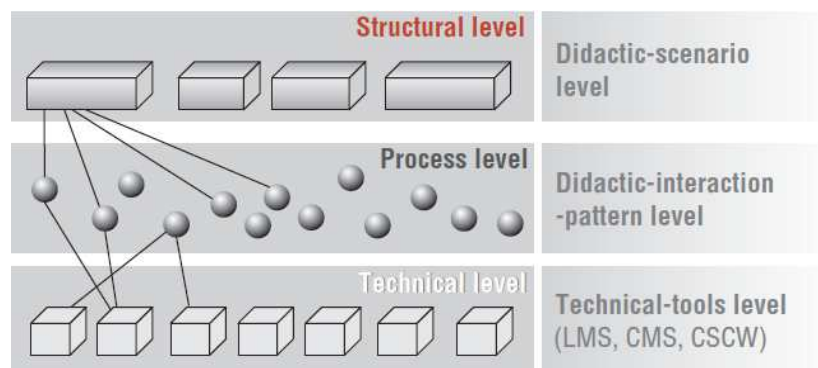 Structural level
Didactic-scenario
level
Process level
Didactic-interaction
-pattern level
Technical level
Technical-tools level
(LMS, CMS, CSCW)